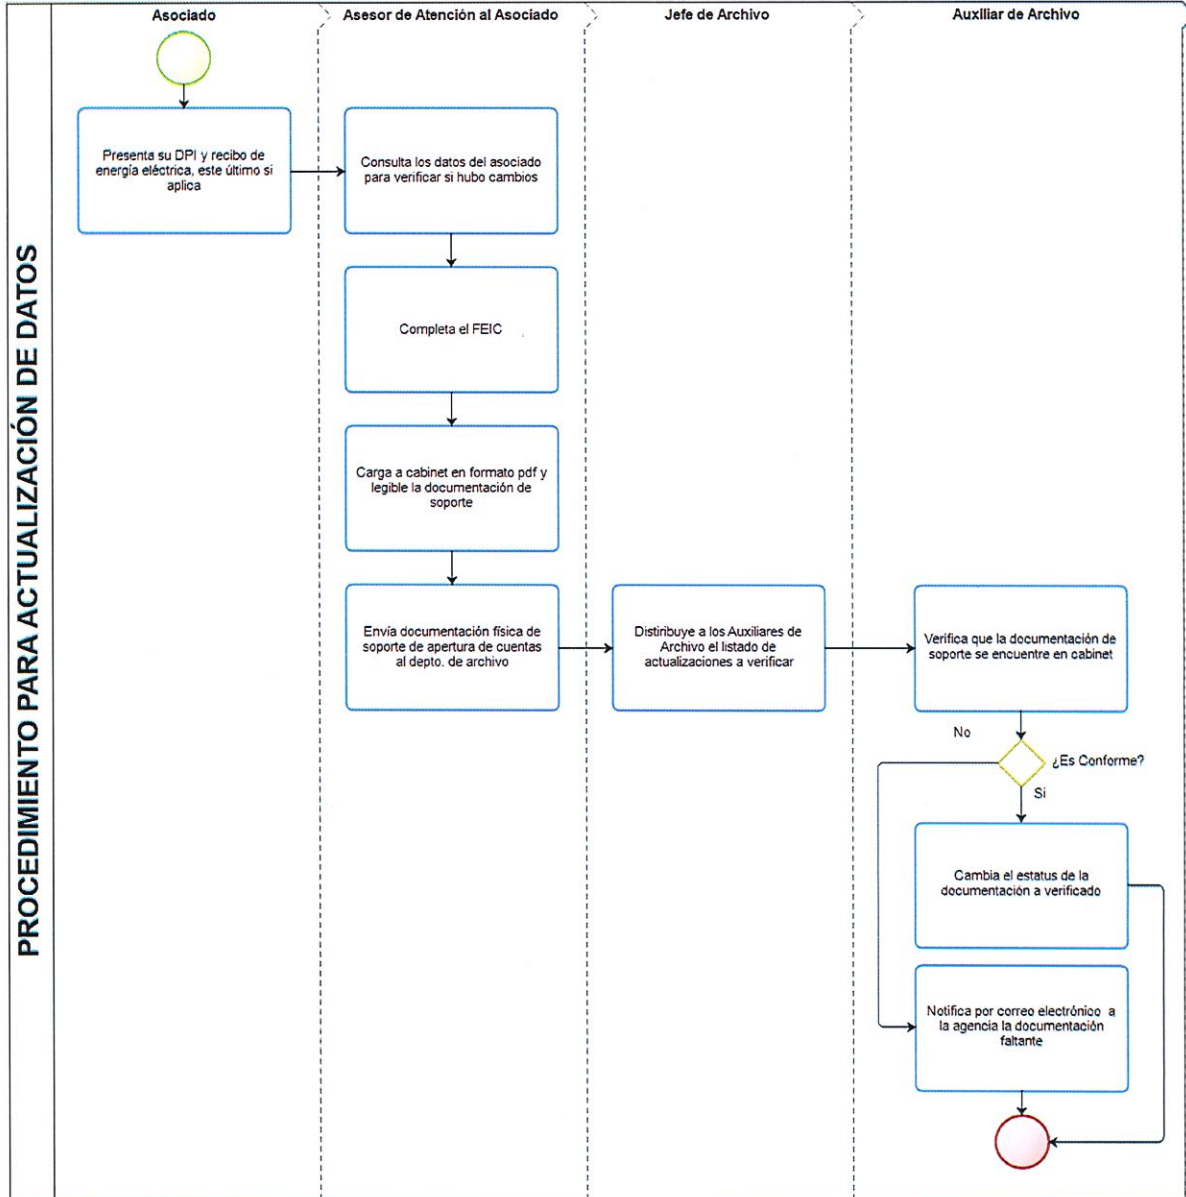 PROCEDIMIENTO PARA ACTUALIZACIÓN DE DATOS
Asociado
Asesor de Atención al Asociado
Jefe de Archivo
Auxiliar de Archivo
Presenta su DPI y recibo de
energía eléctrica, este último si
aplica
Consulta los datos del asociado
para verificar si hubo cambios
Completa el FEIC
Carga a cabinet en formato pdf y
legible la documentación de
soporte
Envía documentación física de
soporte de apertura de cuentas
al depto. de archivo
Distiribuye a los Auxiliares de
Archivo el listado de
actualizaciones a verificar
Verifica que la documentación de
soporte se encuentre en cabinet
No
¿Es Conforme?
Si
Cambia el estatus de la
documentación a verificado
Notifica por correo electrónico a
la agencia la documentación
faltante